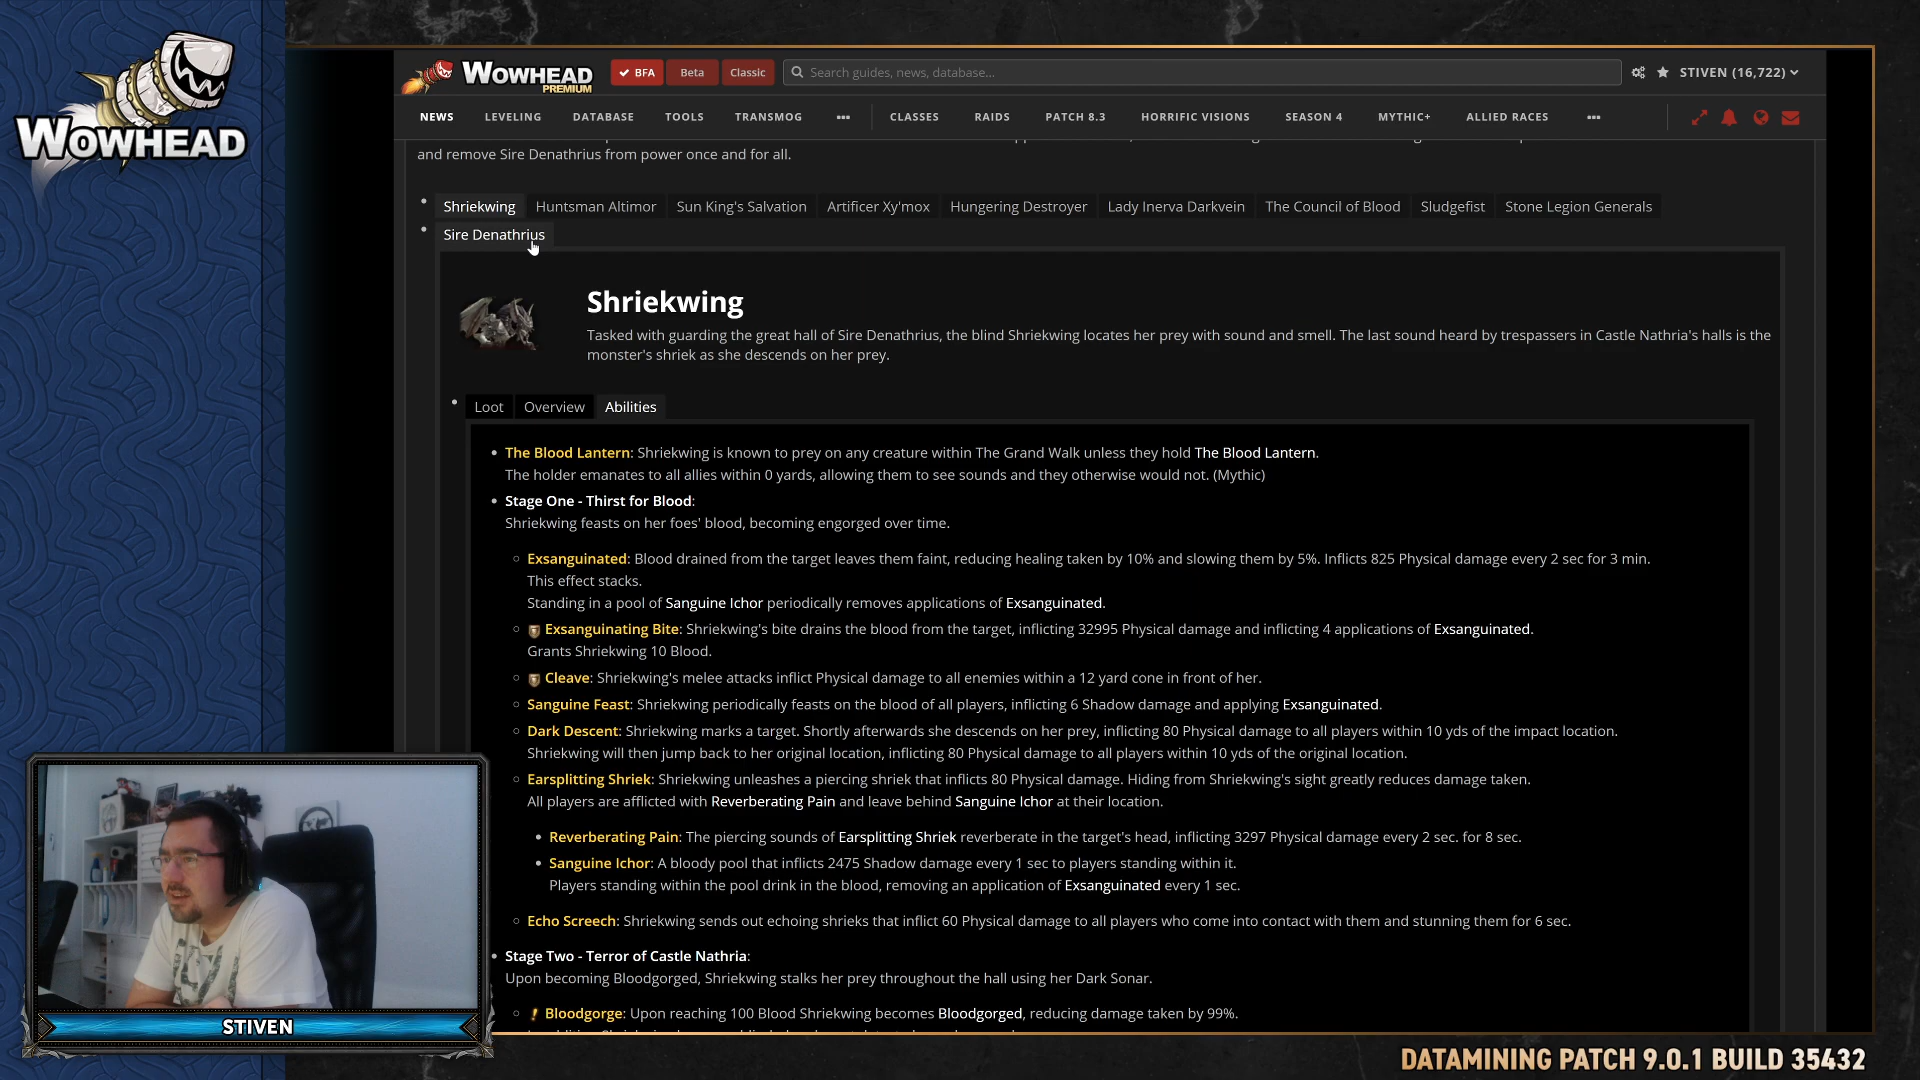 WOWHEAD
WOWHEAD
PREMIUM
BFA
Beta
Classic
Search guides, news, database...
STIVEN (16,722)
NEWS
LEVELING
DATABASE
TOOLS
TRANSMOG
CLASSES
RAIDS
PATCH 8.3
HORRIFIC VISIONS
SEASON 4
MYTHIC+
ALLIED RACES
and remove Sire Denathrius from power once and for all.
Shriekwing
Huntsman Altimor
Sun King's Salvation
Artificer Xy'mox
Hungering Destroyer
Lady Inerva Darkvein
The Council of Blood
Sludgefist
Stone Legion Generals
Sire Denathrius
Shriekwing
Tasked with guarding the great hall of Sire Denathrius, the blind Shriekwing locates her prey with sound and smell. The last sound heard by trespassers in Castle Nathria's halls is the
monster's shriek as she descends on her prey.
Loot
Overview
Abilities
The Blood Lantern: Shriekwing is known to prey on any creature within The Grand Walk unless they hold The Blood Lantern.
The holder emanates to all allies within 0 yards, allowing them to see sounds and they otherwise would not. (Mythic)
Stage One - Thirst for Blood:
Shriekwing feasts on her foes' blood, becoming engorged over time.
Exsanguinated: Blood drained from the target leaves them faint, reducing healing taken by 10% and slowing them by 5%. Inflicts 825 Physical damage every 2 sec for 3 min.
This effect stacks.
Standing in a pool of Sanguine Ichor periodically removes applications of Exsanguinated.
Exsanguinating Bite: Shriekwing's bite drains the blood from the target, inflicting 32995 Physical damage and inflicting 4 applications of Exsanguinated.
Grants Shriekwing 10 Blood.
Cleave: Shriekwing's melee attacks inflict Physical damage to all enemies within a 12 yard cone in front of her.
Sanguine Feast: Shriekwing periodically feasts on the blood of all players, inflicting 6 Shadow damage and applying Exsanguinated.
Dark Descent: Shriekwing marks a target. Shortly afterwards she descends on her prey, inflicting 80 Physical damage to all players within 10 yds of the impact location.
Shriekwing will then jump back to her original location, inflicting 80 Physical damage to all players within 10 yds of the original location.
Earsplitting Shriek: Shriekwing unleashes a piercing shriek that inflicts 80 Physical damage. Hiding from Shriekwing's sight greatly reduces damage taken.
All players are afflicted with Reverberating Pain and leave behind Sanguine Ichor at their location.
Reverberating Pain: The piercing sounds of Earsplitting Shriek reverberate in the target's head, inflicting 3297 Physical damage every 2 sec. for 8 sec.
Sanguine Ichor: A bloody pool that inflicts 2475 Shadow damage every 1 sec to players standing within it.
Players standing within the pool drink in the blood, removing an application of Exsanguinated every 1 sec.
Echo Screech: Shriekwing sends out echoing shrieks that inflict 60 Physical damage to all players who come into contact with them and stunning them for 6 sec.
Stage Two - Terror of Castle Nathria:
Upon becoming Bloodgorged, Shriekwing stalks her prey throughout the hall using her Dark Sonar.
Bloodgorge: Upon reaching 100 Blood Shriekwing becomes Bloodgorged, reducing damage taken by 99%.
STIVEN
DATAMINING PATCH 9.0.1 BUILD 35432